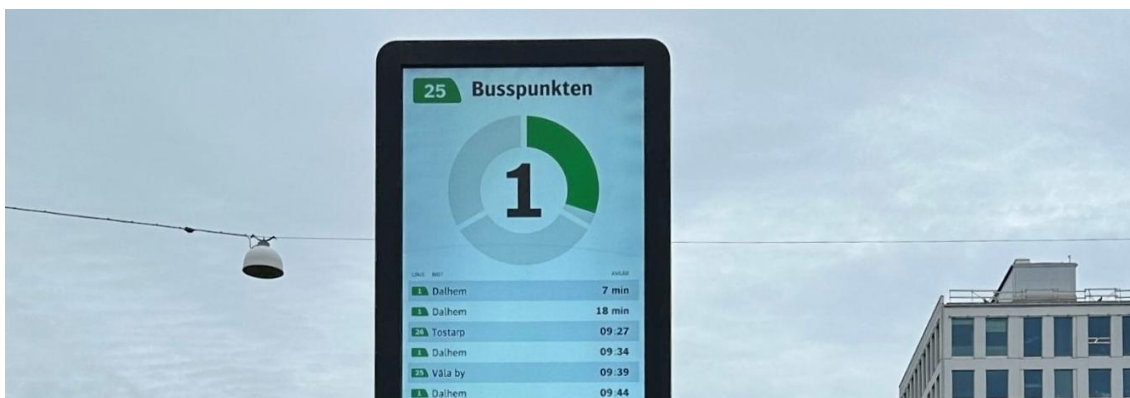 25 Busspunkten
1
LINJE MOT AVGÅR
1 Dalhem 7 min
1 Dalhem 18 min
26 Tostarp 09:27
1 Dalhem 09:34
25 Väla by 09:39
1 Dalhem 09:44